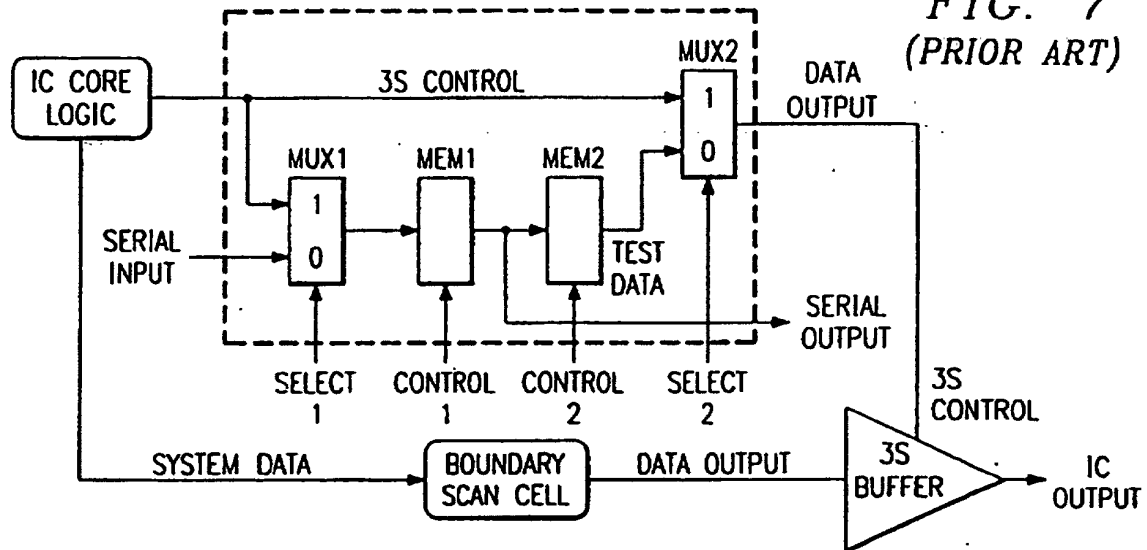 FIG. 7
(PRIOR ART)
MUX2
DATA
OUTPUT
IC CORE
LOGIC
3S CONTROL
1
0
MUX1
MEM1
MEM2
1
0
SERIAL
INPUT
TEST
DATA
SERIAL
OUTPUT
SELECT
1
CONTROL
1
CONTROL
2
SELECT
2
3S
CONTROL
SYSTEM DATA
BOUNDARY
SCAN CELL
DATA OUTPUT
3S
BUFFER
IC
OUTPUT